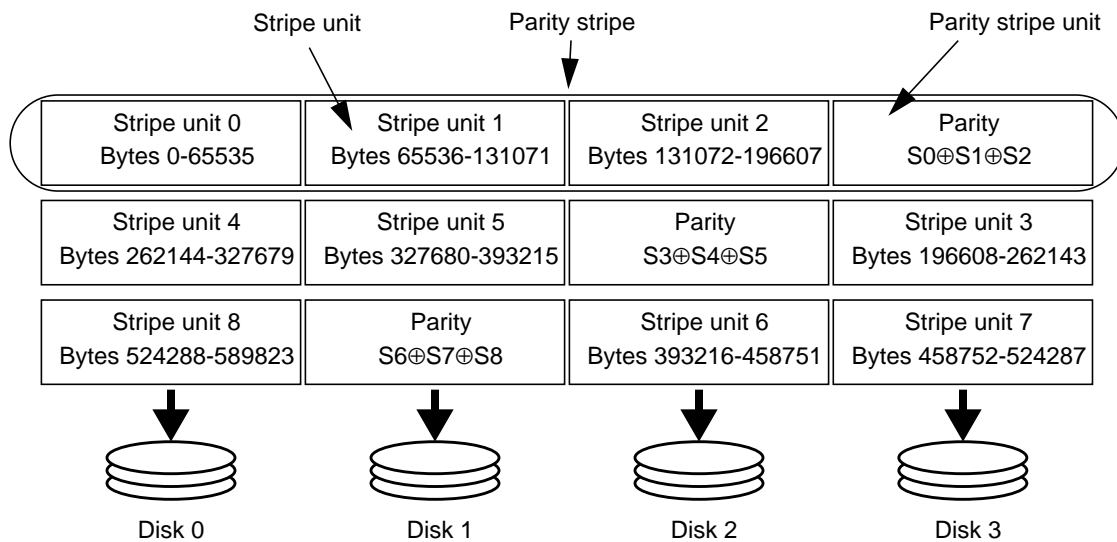 Stripe unit
Parity stripe
Parity stripe unit
Stripe unit 0
Bytes 0-65535
Stripe unit 1
Bytes 65536-131071
Stripe unit 2
Bytes 131072-196607
Parity
S0⊕S1⊕S2
Stripe unit 4
Bytes 262144-327679
Stripe unit 5
Bytes 327680-393215
Parity
S3⊕S4⊕S5
Stripe unit 3
Bytes 196608-262143
Stripe unit 8
Bytes 524288-589823
Parity
S6⊕S7⊕S8
Stripe unit 6
Bytes 393216-458751
Stripe unit 7
Bytes 458752-524287
Disk 0
Disk 1
Disk 2
Disk 3